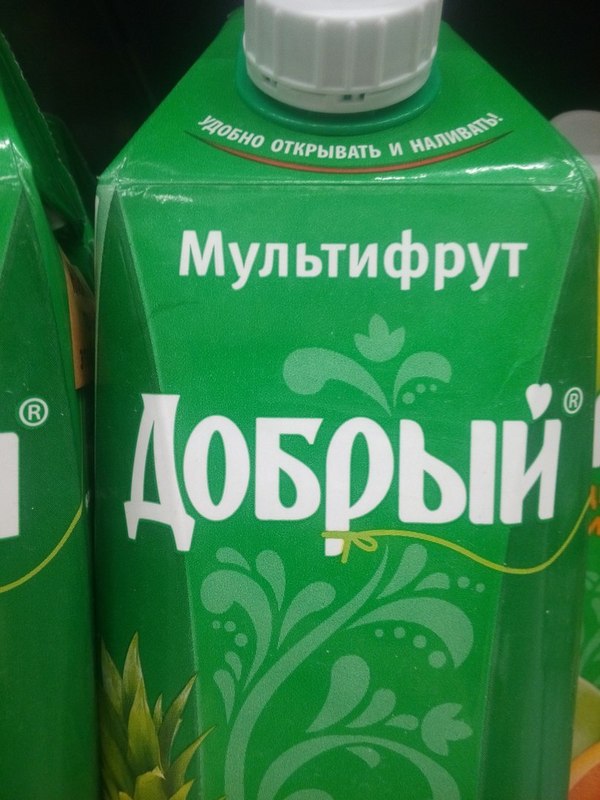 УДОБНО ОТКРЫВАТЬ И НАЛИВАТЬ!
Мультифрут
Добрый®
®